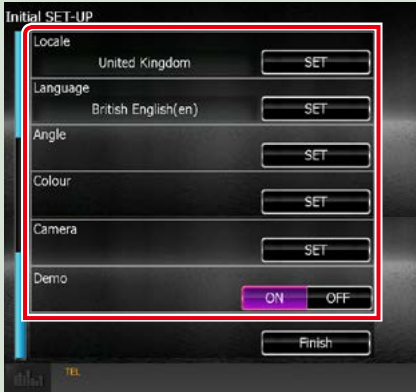 Initial SET-UP
Locale
United Kingdom SET
Language
British English(en) SET
Angle
SET
Colour
SET
Camera
SET
Demo
ON OFF
Finish
TEL